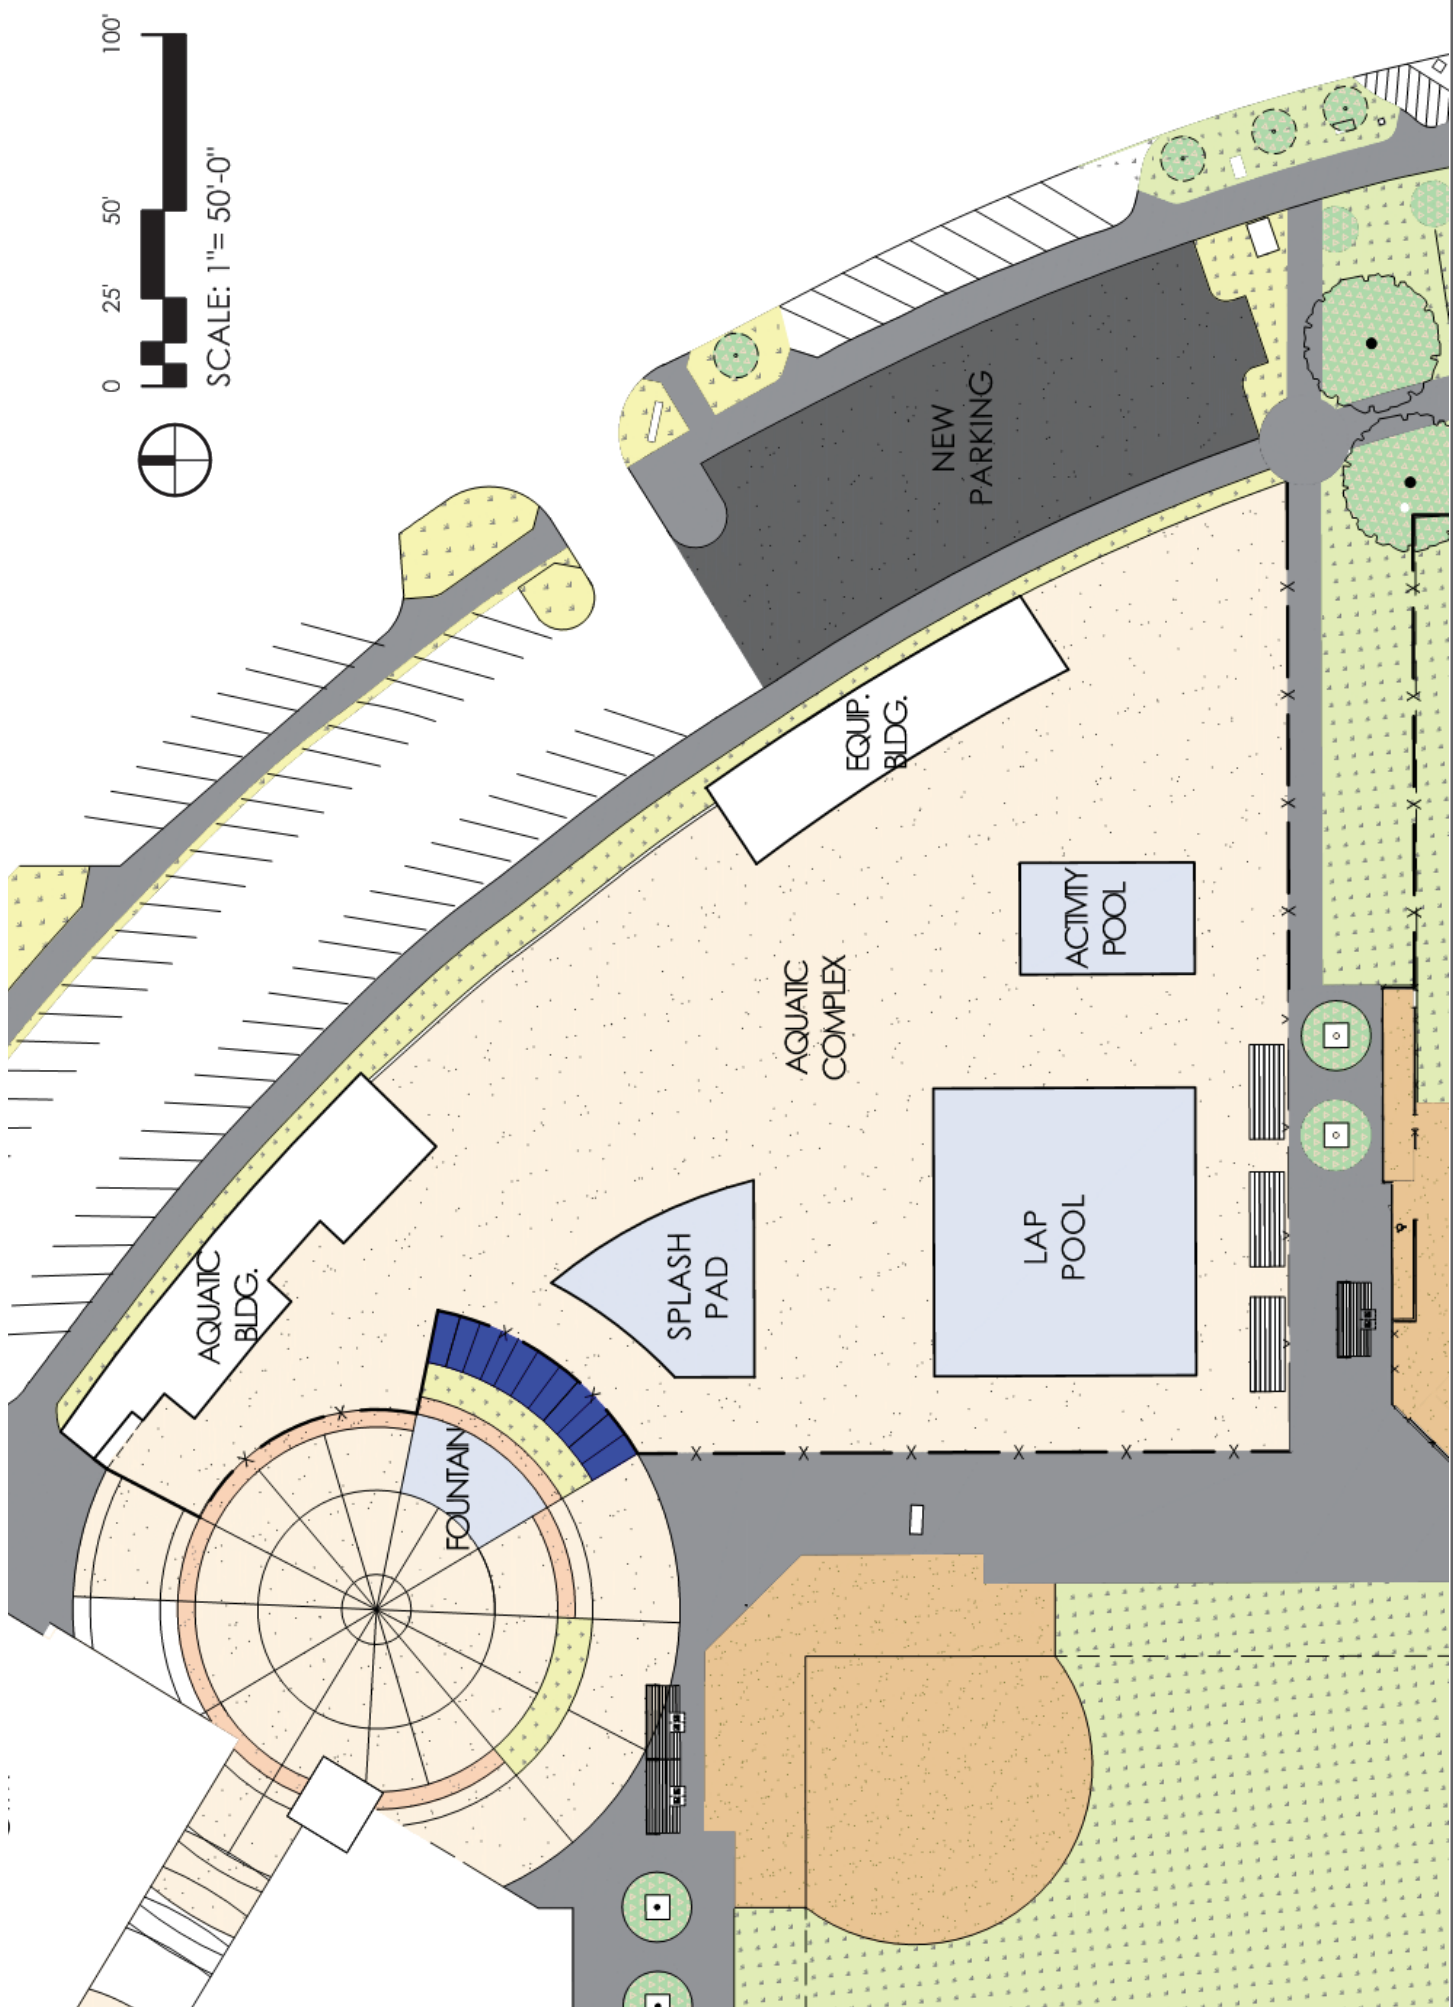 0
25'
50'
100'
SCALE: 1"= 50'-0"
NEW
PARKING
EQUIP.
BLDG.
ACTIVITY
POOL
AQUATIC
COMPLEX
AQUATIC
BLDG.
SPLASH
PAD
LAP
POOL
FOUNTAIN